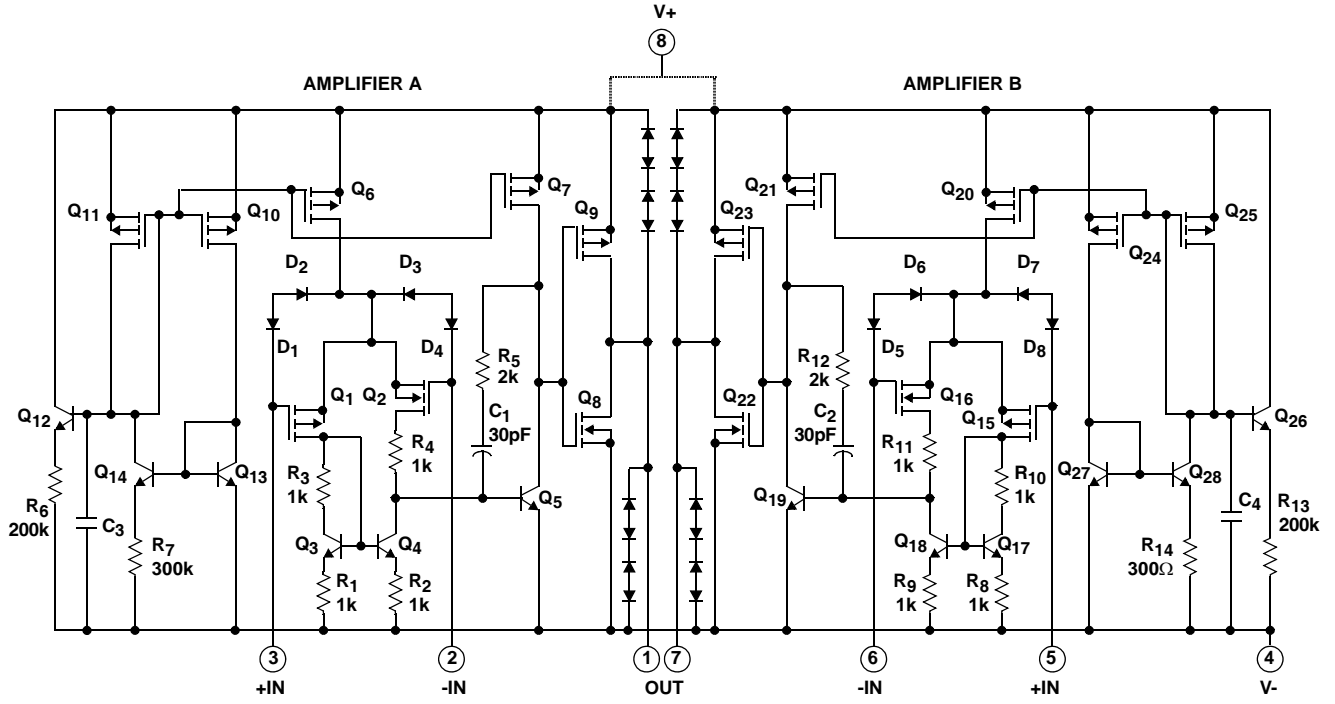 V+
8
AMPLIFIER A
AMPLIFIER B
Q6
Q7
Q21
Q20
Q11
Q10
Q9
Q23
Q24
Q25
D2
D3
D6
D7
D1
D4
D5
D8
R5
2k
R12
2k
Q1
Q2
Q8
Q22
Q16
Q15
Q12
C1
30pF
C2
30pF
Q26
R4
1k
R11
1k
Q14
Q13
R3
1k
R10
1k
Q27
Q28
Q5
Q19
R6
200k
C3
C4
R13
200k
R7
300k
Q3
Q4
Q18
Q17
R14
300Ω
R1
1k
R2
1k
R9
1k
R8
1k
3
2
1
7
6
5
4
+IN
-IN
OUT
-IN
+IN
V-